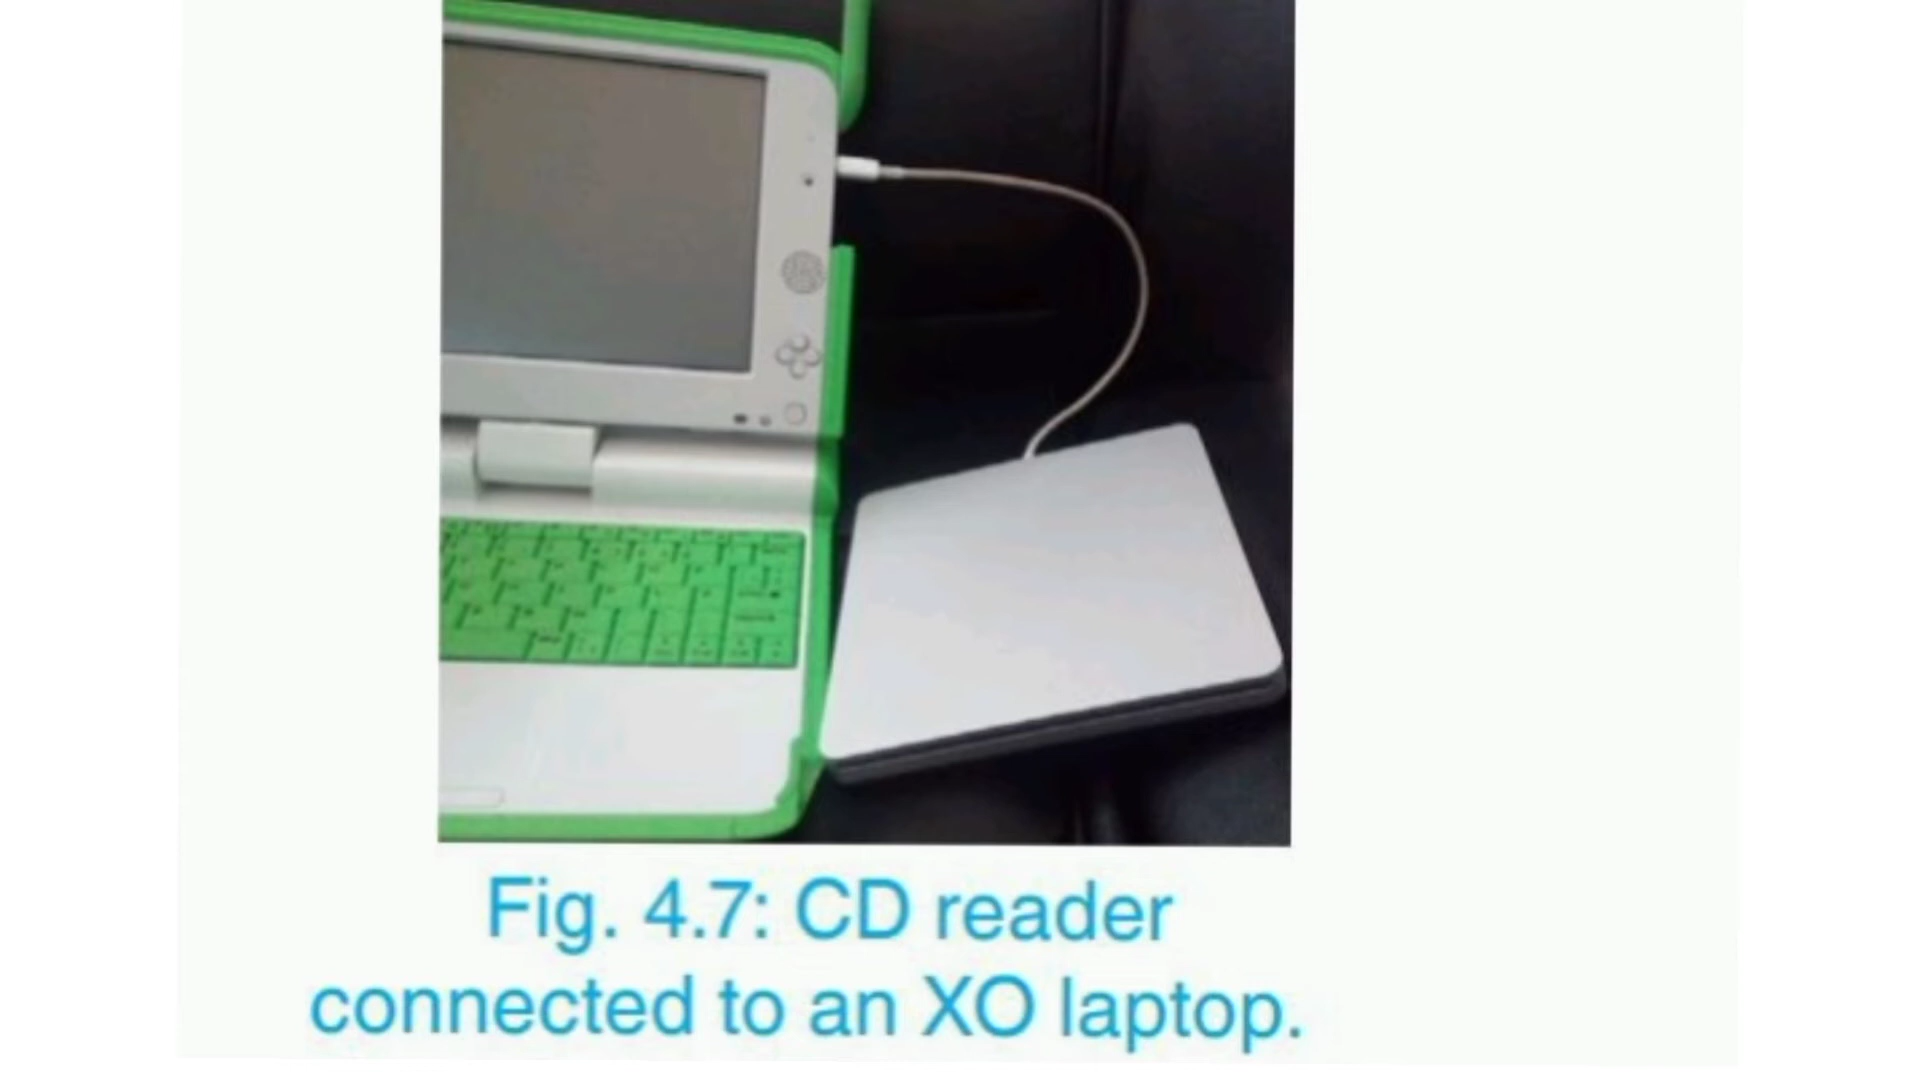 Fig. 4.7: CD reader
connected to an XO laptop.